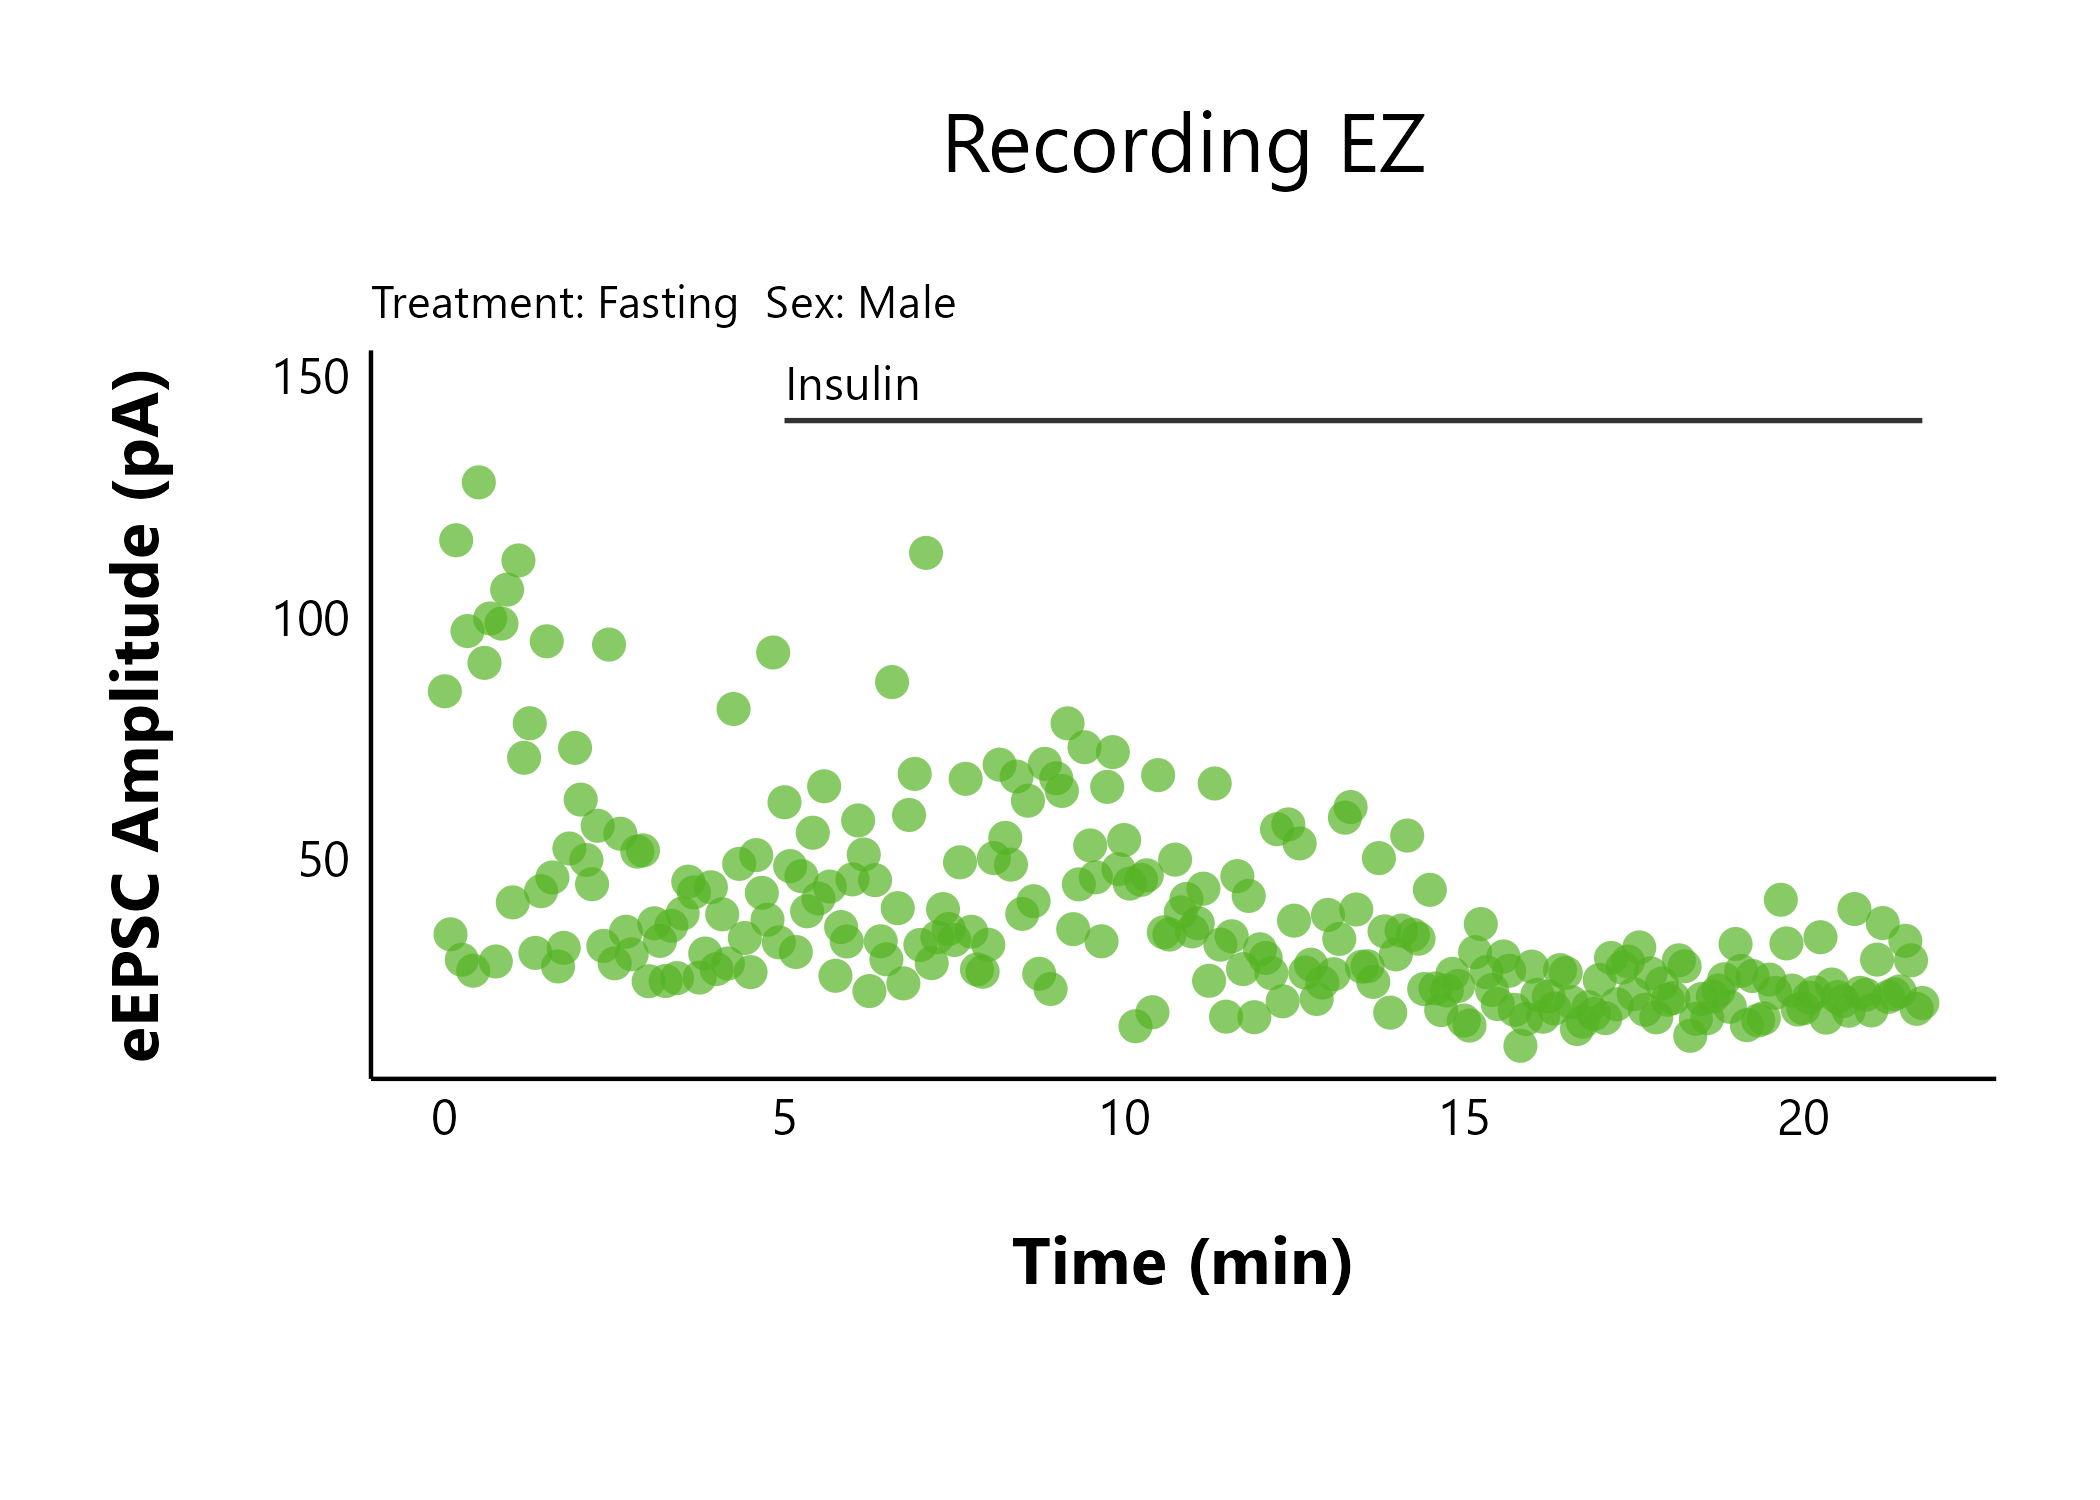 Recording EZ
Treatment: Fasting  Sex: Male
Insulin
eEPSC Amplitude (pA)
150
100
50
0 5 10 15 20
Time (min)